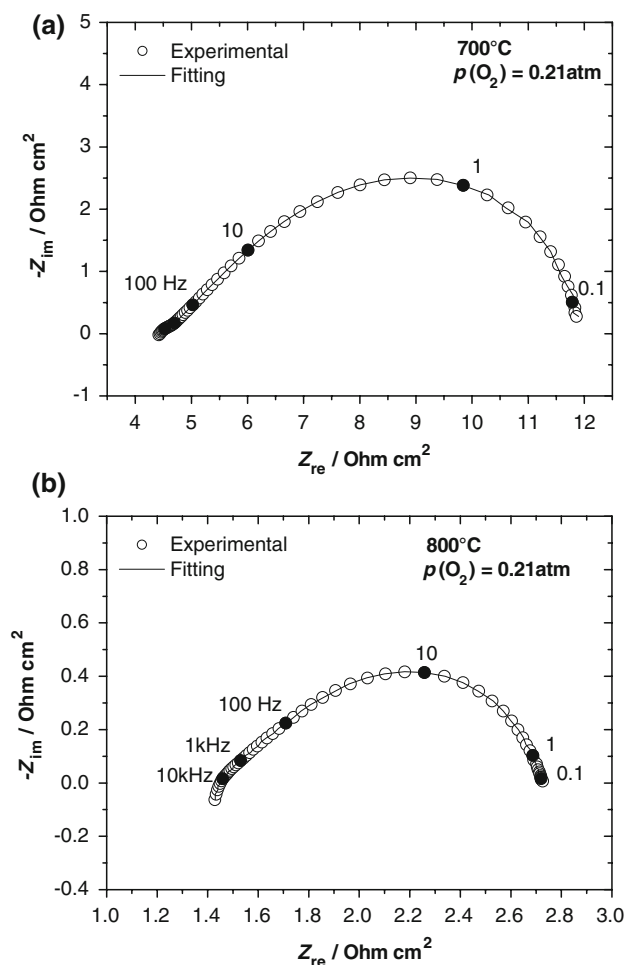 (a)
Experimental
Fitting
700°C
p(O2) = 0.21atm
5
4
3
2
1
0
-1
-Zim / Ohm cm2
100 Hz
10
1
0.1
4 5 6 7 8 9 10 11 12
Zre / Ohm cm2
(b)
Experimental
Fitting
800°C
p(O2) = 0.21atm
1.0
0.8
0.6
0.4
0.2
0.0
-0.2
-0.4
-Zim / Ohm cm2
10kHz
1kHz
100 Hz
10
1
0.1
1.0 1.2 1.4 1.6 1.8 2.0 2.2 2.4 2.6 2.8 3.0
Zre / Ohm cm2